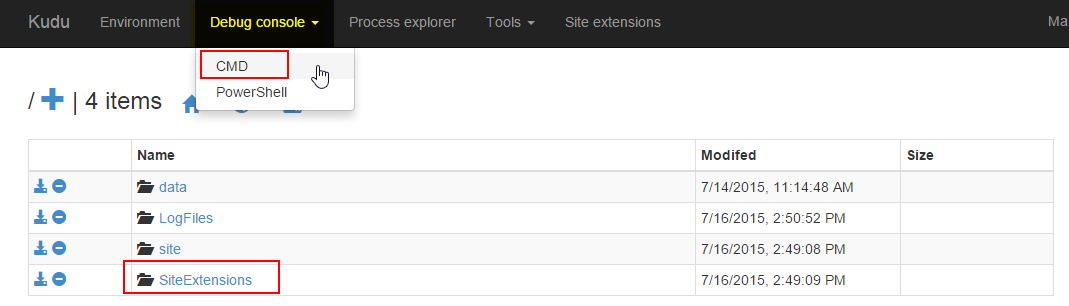 Kudu Environment Debug console Process explorer Tools Site extensions Ma
CMD
PowerShell
/ | 4 items
Name Modifed Size
data 7/14/2015, 11:14:48 AM
LogFiles 7/16/2015, 2:50:52 PM
site 7/16/2015, 2:49:08 PM
SiteExtensions 7/16/2015, 2:49:09 PM